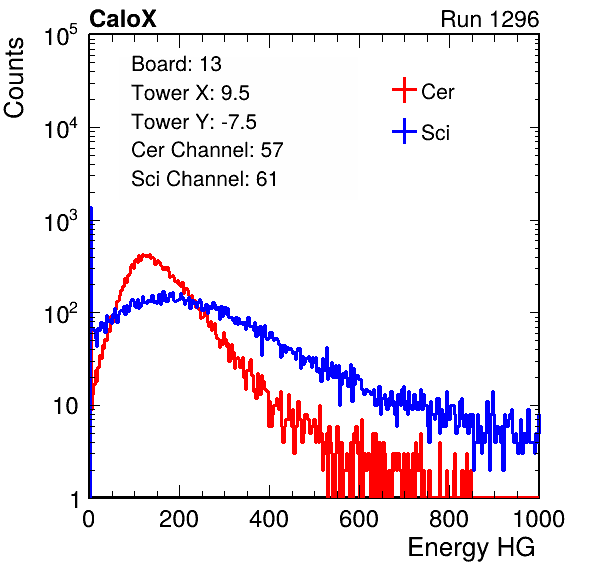 CaloX Run 1296
Counts
Board: 13
Tower X: 9.5
Tower Y: -7.5
Cer Channel: 57
Sci Channel: 61
Cer
Sci
10^5
10^4
10^3
10^2
10
1
0 200 400 600 800 1000
Energy HG